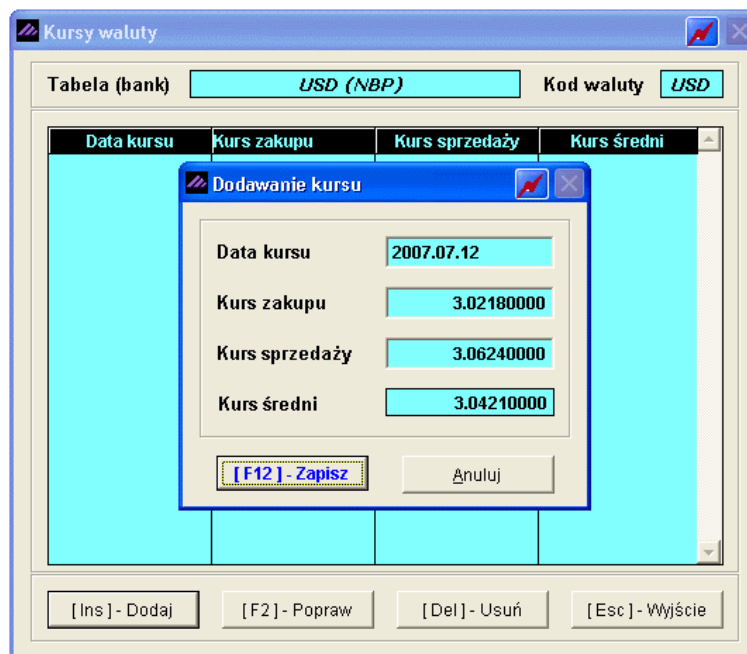 Kursy waluty
Tabela (bank) USD (NBP) Kod waluty USD
Data kursu Kurs zakupu Kurs sprzedaży Kurs średni
Dodawanie kursu
Data kursu 2007.07.12
Kurs zakupu 3.02180000
Kurs sprzedaży 3.06240000
Kurs średni 3.04210000
[ F12 ] - Zapisz Anuluj
[ Ins ] - Dodaj [ F2 ] - Popraw [ Del ] - Usuń [ Esc ] - Wyjście